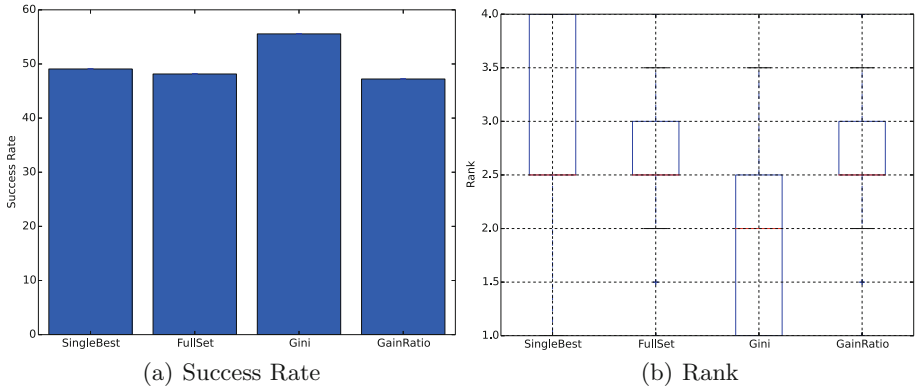 60
50
40
30
20
10
0
Success Rate
SingleBest FullSet Gini GainRatio
(a) Success Rate
4.0
3.5
3.0
2.5
2.0
1.5
1.0
Rank
SingleBest FullSet Gini GainRatio
(b) Rank